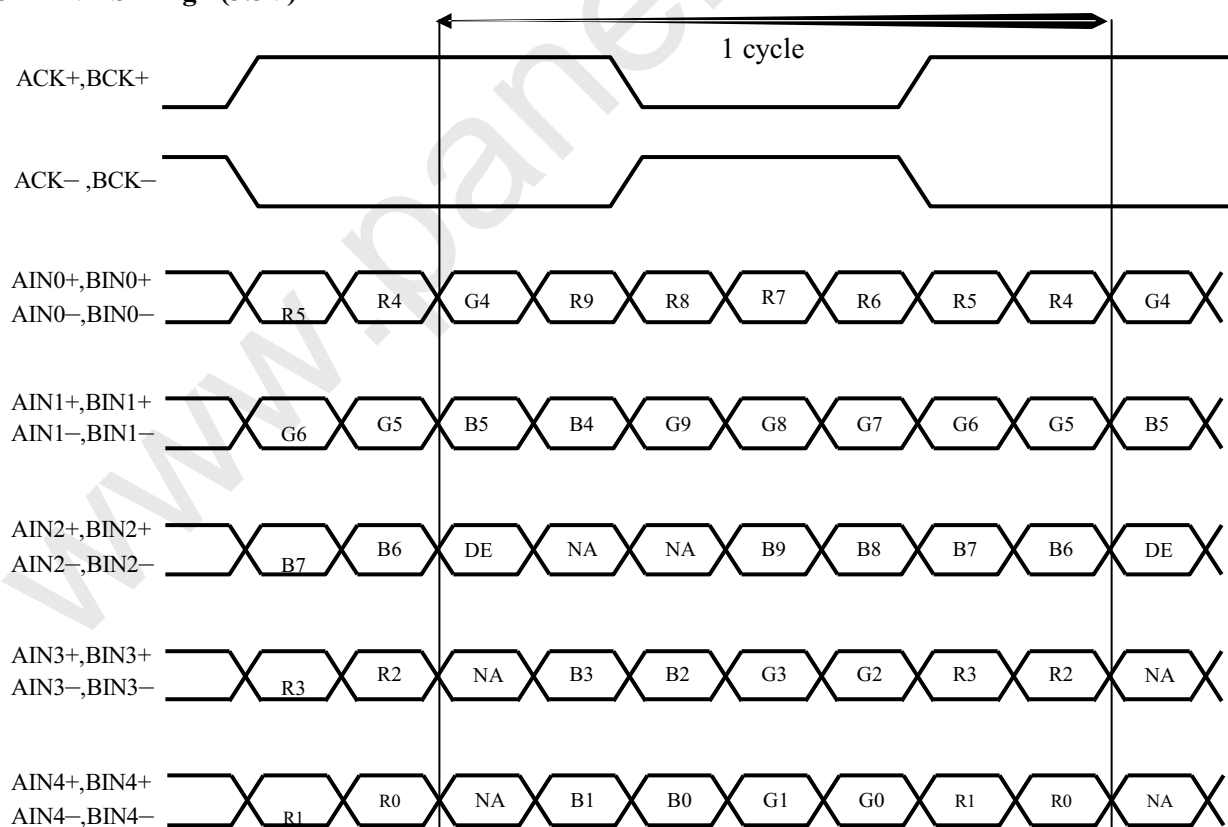 1 cycle
ACK+,BCK+
ACK– ,BCK–
AIN0+,BIN0+
R5 R4 G4 R9 R8 R7 R6 R5 R4 G4
AIN0–,BIN0–
AIN1+,BIN1+
G6 G5 B5 B4 G9 G8 G7 G6 G5 B5
AIN1–,BIN1–
AIN2+,BIN2+
B7 B6 DE NA NA B9 B8 B7 B6 DE
AIN2–,BIN2–
AIN3+,BIN3+
R3 R2 NA B3 B2 G3 G2 R3 R2 NA
AIN3–,BIN3–
AIN4+,BIN4+
R1 R0 NA B1 B0 G1 G0 R1 R0 NA
AIN4–,BIN4–
www.pane